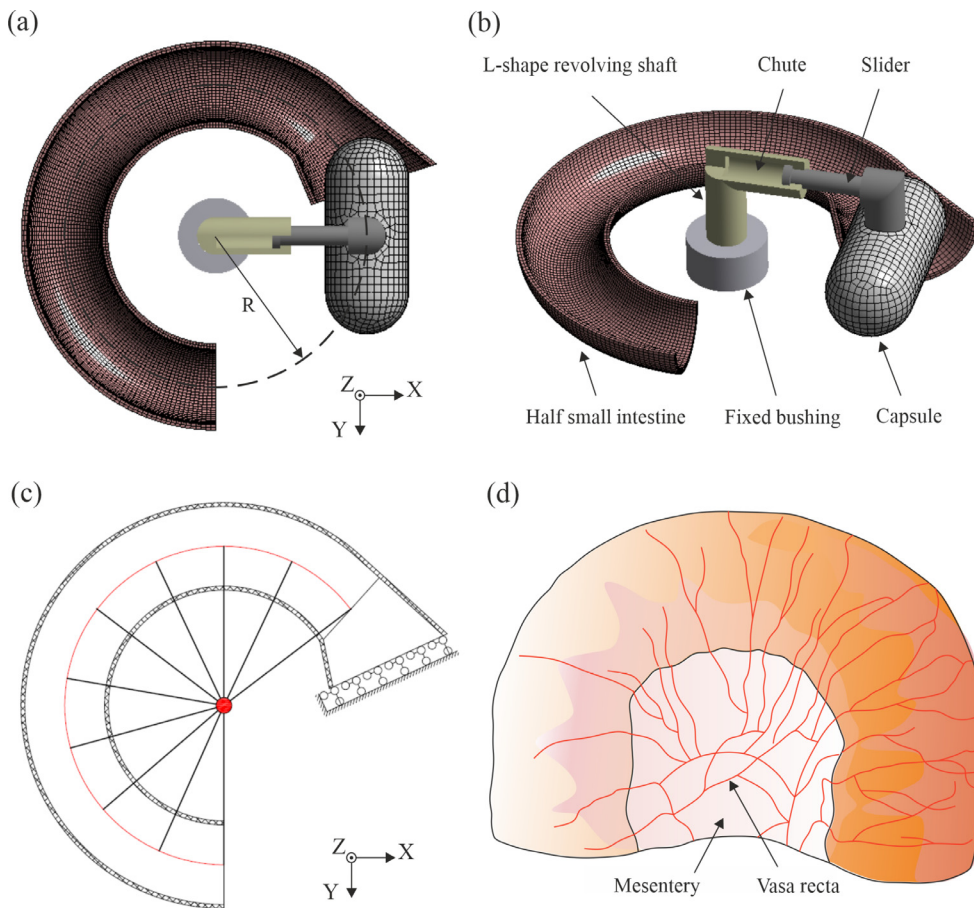 (a)
R
Z
X
Y
(b)
L-shape revolving shaft
Chute
Slider
Half small intestine
Fixed bushing
Capsule
(c)
Z
X
Y
(d)
Mesentery
Vasa recta